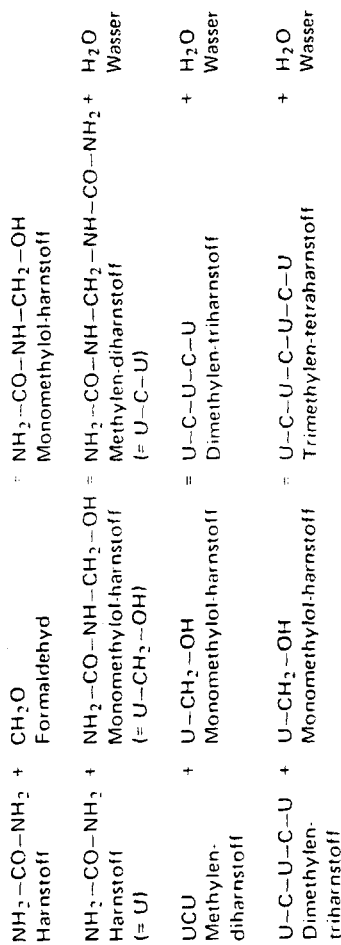 NH₂−CO−NH₂ + CH₂O = NH₂−CO−NH−CH₂−OH
Harnstoff Formaldehyd Monomethylol-harnstoff
NH₂−CO−NH₂ + NH₂−CO−NH−CH₂−OH = NH₂−CO−NH−CH₂−NH−CO−NH₂ + H₂O
Harnstoff Monomethylol-harnstoff Methylen-diharnstoff Wasser
(= U) (= U−CH₂−OH) (= U−C−U)
UCU + U−CH₂−OH = U−C−U−C−U + H₂O
Methylen- Monomethylol-harnstoff Dimethylen-triharnstoff Wasser
diharnstoff
U−C−U−C−U + U−CH₂−OH = U−C−U−C−U−C−U + H₂O
Dimethylen- Monomethylol-harnstoff Trimethylen-tetraharnstoff Wasser
triharnstoff